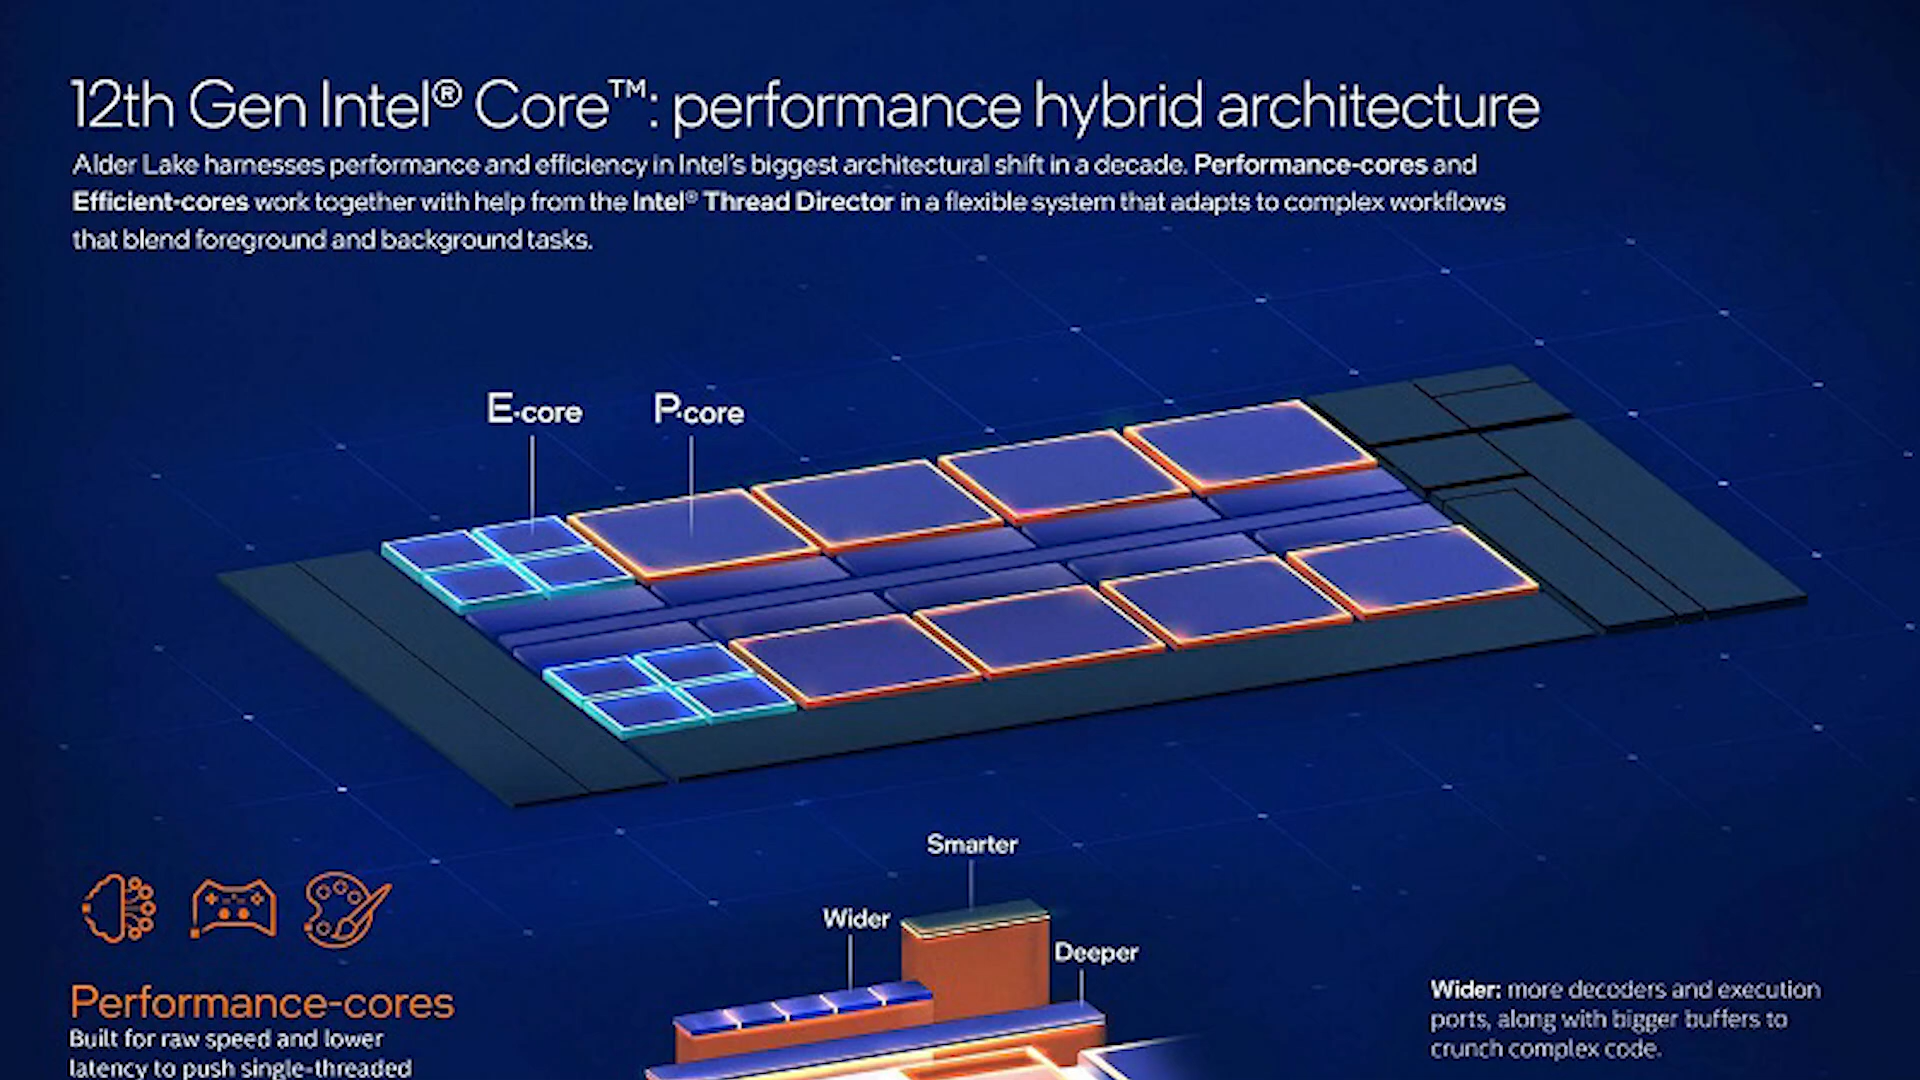 12th Gen Intel® Core™: performance hybrid architecture
Alder Lake harnesses performance and efficiency in Intel's biggest architectural shift in a decade. Performance-cores and
Efficient-cores work together with help from the Intel® Thread Director in a flexible system that adapts to complex workflows
that blend foreground and background tasks.
E-core
P-core
Smarter
Wider
Deeper
Performance-cores
Built for raw speed and lower
latency to push single-threaded
Wider: more decoders and execution
ports, along with bigger buffers to
crunch complex code.